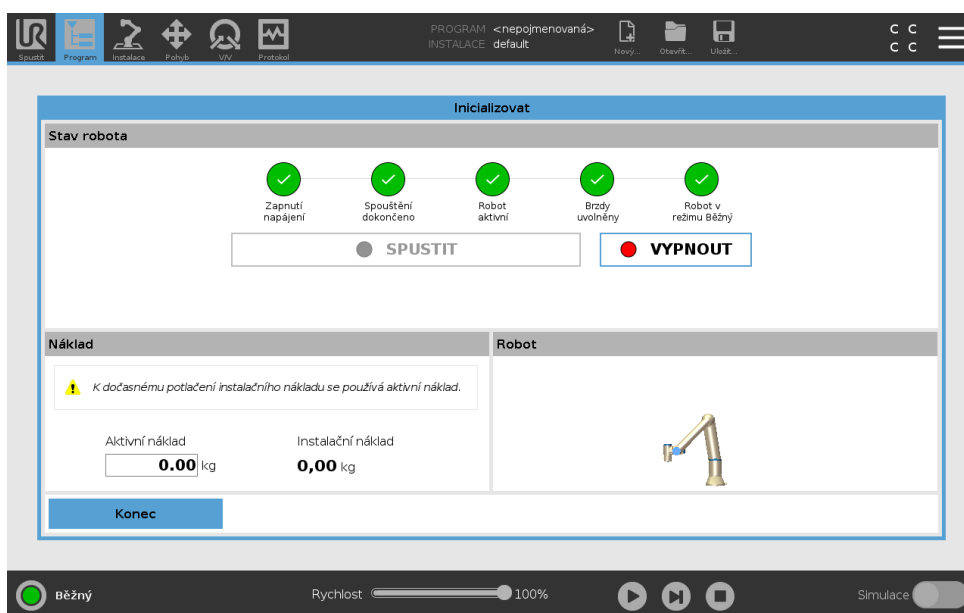 UR
PROGRAM <nepojmenovaná>
INSTALACE default
C C
C C
Spustit Program Instalace Pohyb V/V Protokol Nový... Otevřít... Uložit...
Inicializovat
Stav robota
Zapnutí napájení
Spouštění dokončeno
Robot aktivní
Brzdy uvolněny
Robot v režimu Běžný
SPUSTIT VYPNOUT
Náklad
K dočasnému potlačení instalačního nákladu se používá aktivní náklad.
Aktivní náklad Instalační náklad
0.00 kg 0,00 kg
Robot
Konec
Běžný Rychlost 100% Simulace